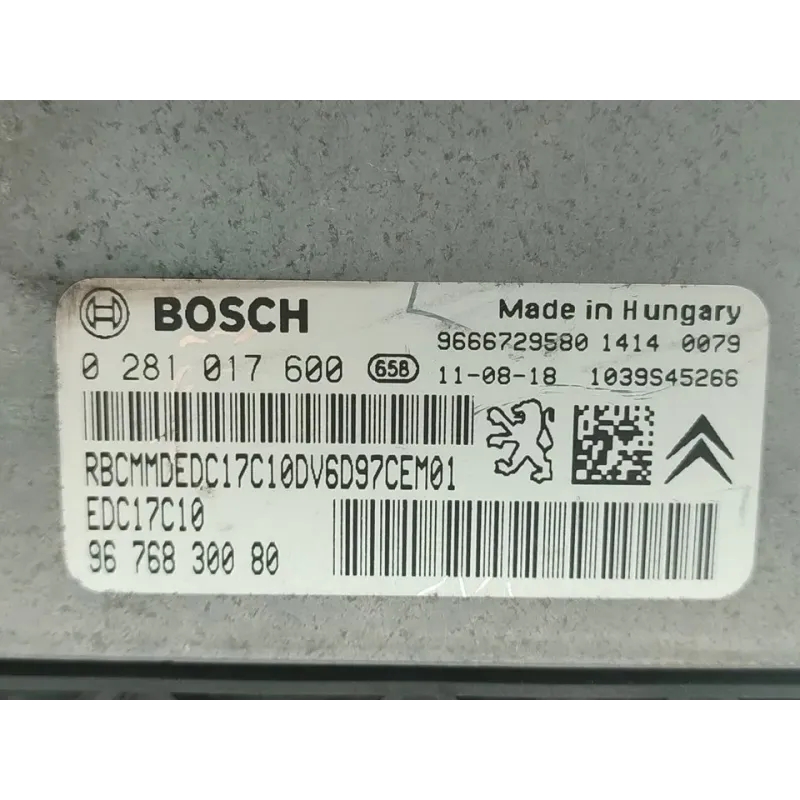 BOSCH
Made in Hungary
9666729580 1414 0079
0 281 017 600 65B 11-08-18 1039S45266
RBCMMDEDC17C10DV6D97CEM01
EDC17C10
96 768 300 80